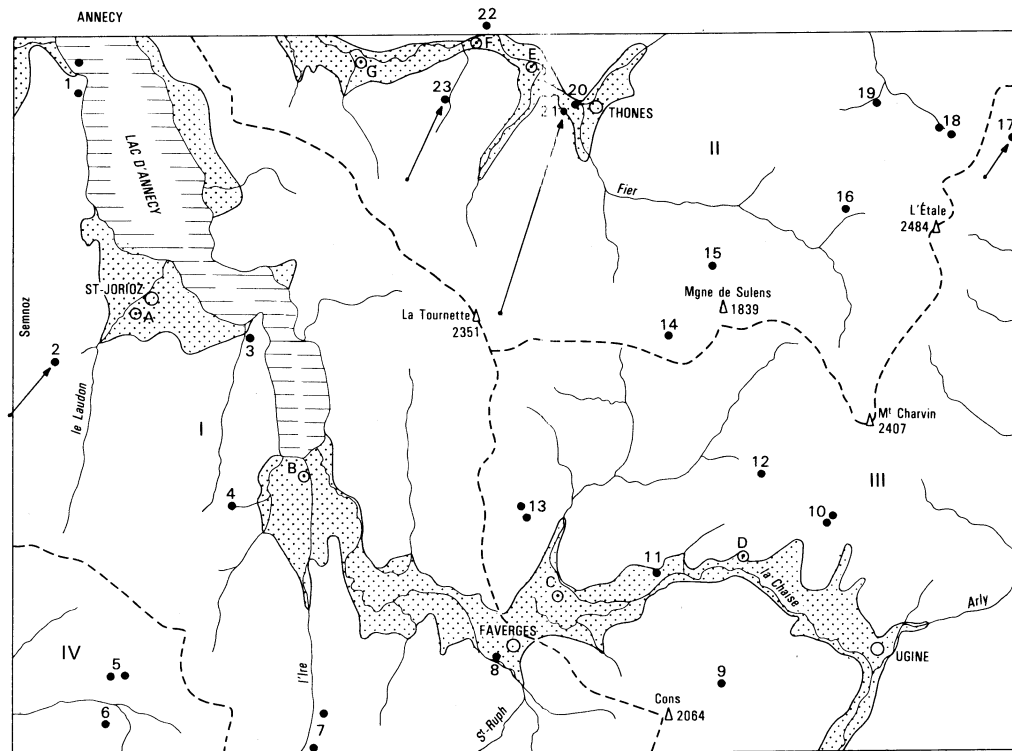 ANNECY
22
F
E
G
1
23
20
21
THONES
19
18
17
II
LAC D'ANNECY
Fier
16
L'Étale
2484
15
ST-JORIOZ
A
Mgne de Sulens
1839
La Tournette
2351
Semnoz
14
2
3
le Laudon
Mt Charvin
2407
I
B
12
III
4
13
10
D
11
la Chaise
C
Arly
FAVERGES
UGINE
IV
5
8
9
l'Ire
Cons
2064
6
7
St-Ruph